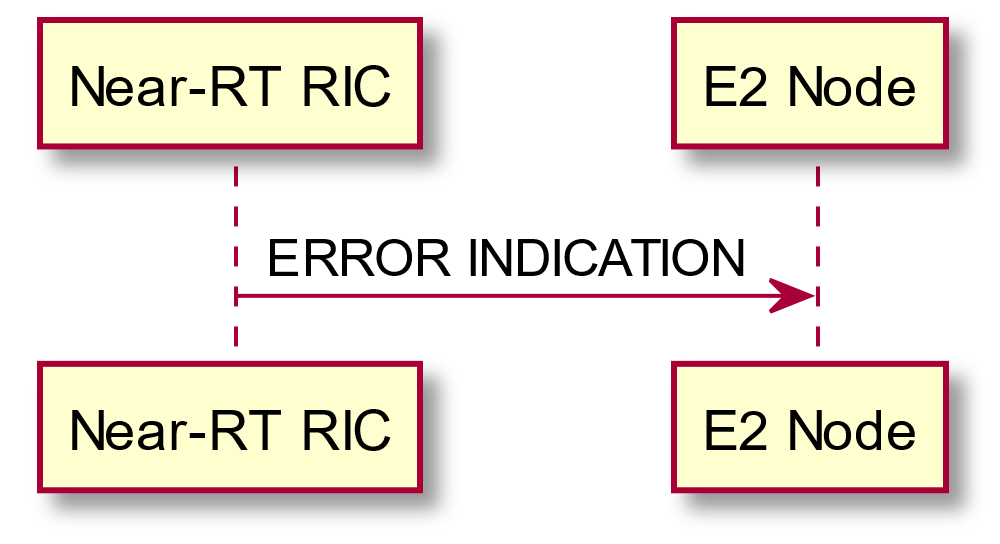 Near-RT RIC
E2 Node
ERROR INDICATION
Near-RT RIC
E2 Node